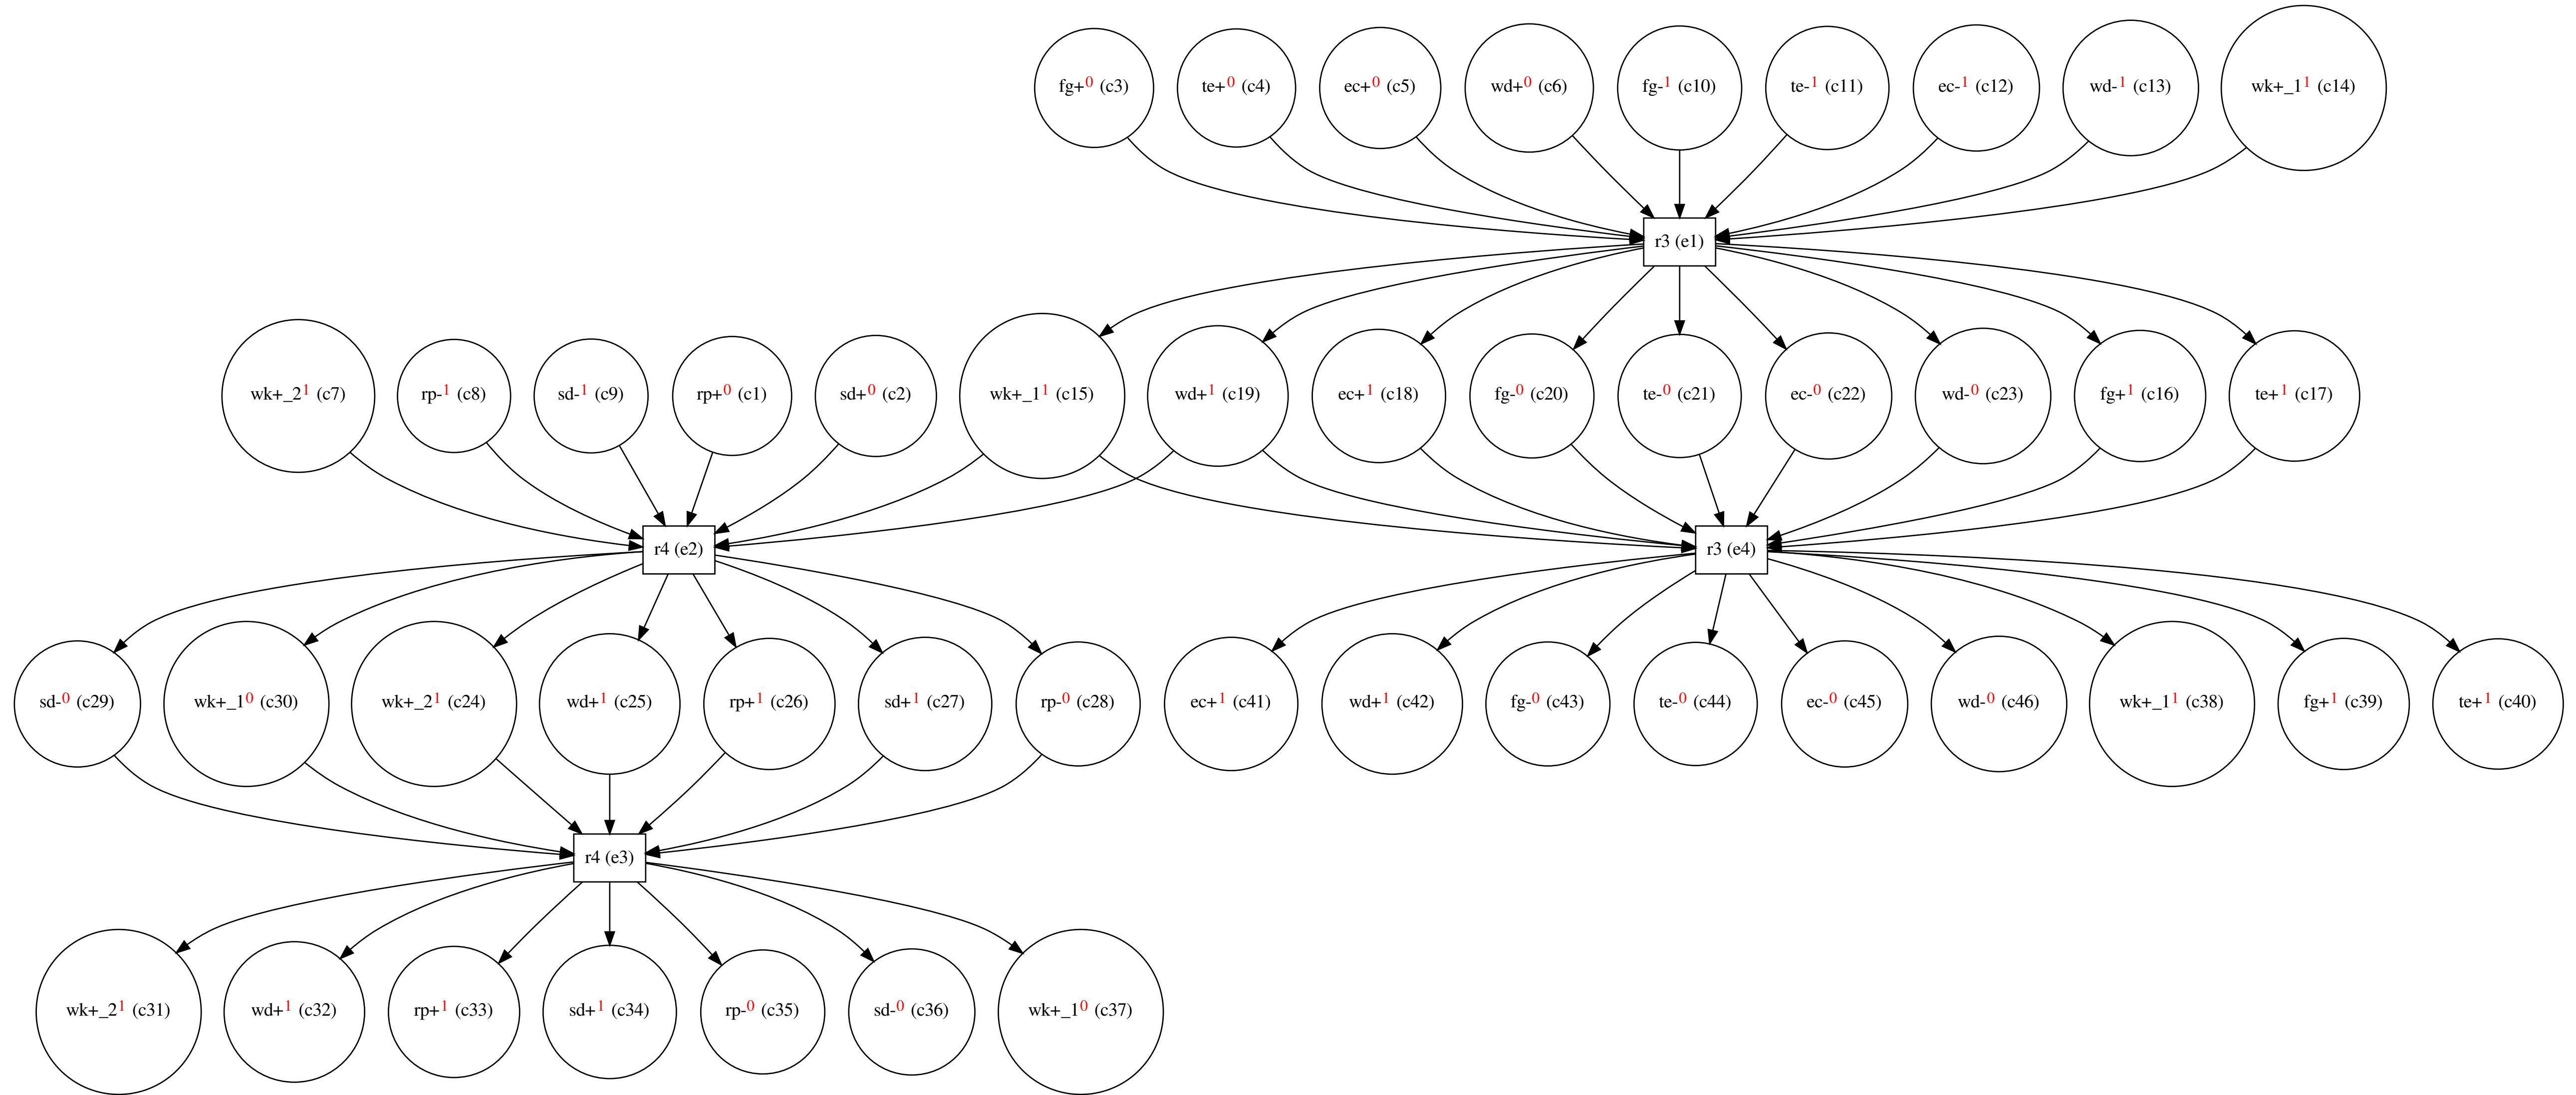 fg+0 (c3) te+0 (c4) ec+0 (c5) wd+0 (c6) fg-1 (c10) te-1 (c11) ec-1 (c12) wd-1 (c13) wk+_11 (c14)
r3 (e1)
wk+_21 (c7) rp-1 (c8) sd-1 (c9) rp+0 (c1) sd+0 (c2) wk+_11 (c15) wd+1 (c19) ec+1 (c18) fg-0 (c20) te-0 (c21) ec-0 (c22) wd-0 (c23) fg+1 (c16) te+1 (c17)
r4 (e2) r3 (e4)
sd-0 (c29) wk+_10 (c30) wk+_21 (c24) wd+1 (c25) rp+1 (c26) sd+1 (c27) rp-0 (c28) ec+1 (c41) wd+1 (c42) fg-0 (c43) te-0 (c44) ec-0 (c45) wd-0 (c46) wk+_11 (c38) fg+1 (c39) te+1 (c40)
r4 (e3)
wk+_21 (c31) wd+1 (c32) rp+1 (c33) sd+1 (c34) rp-0 (c35) sd-0 (c36) wk+_10 (c37)